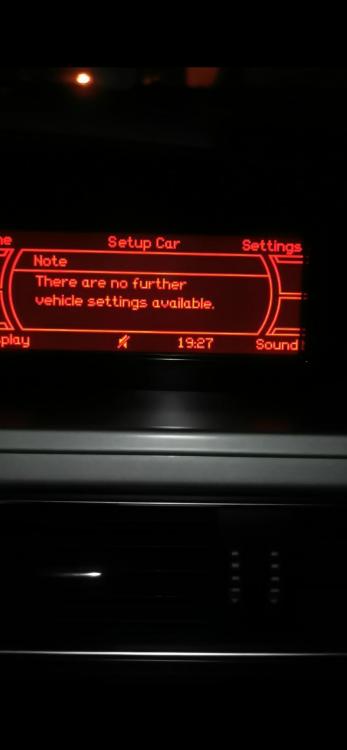 Setup Car
Settings
Note
There are no further
vehicle settings available.
19:27
Sound